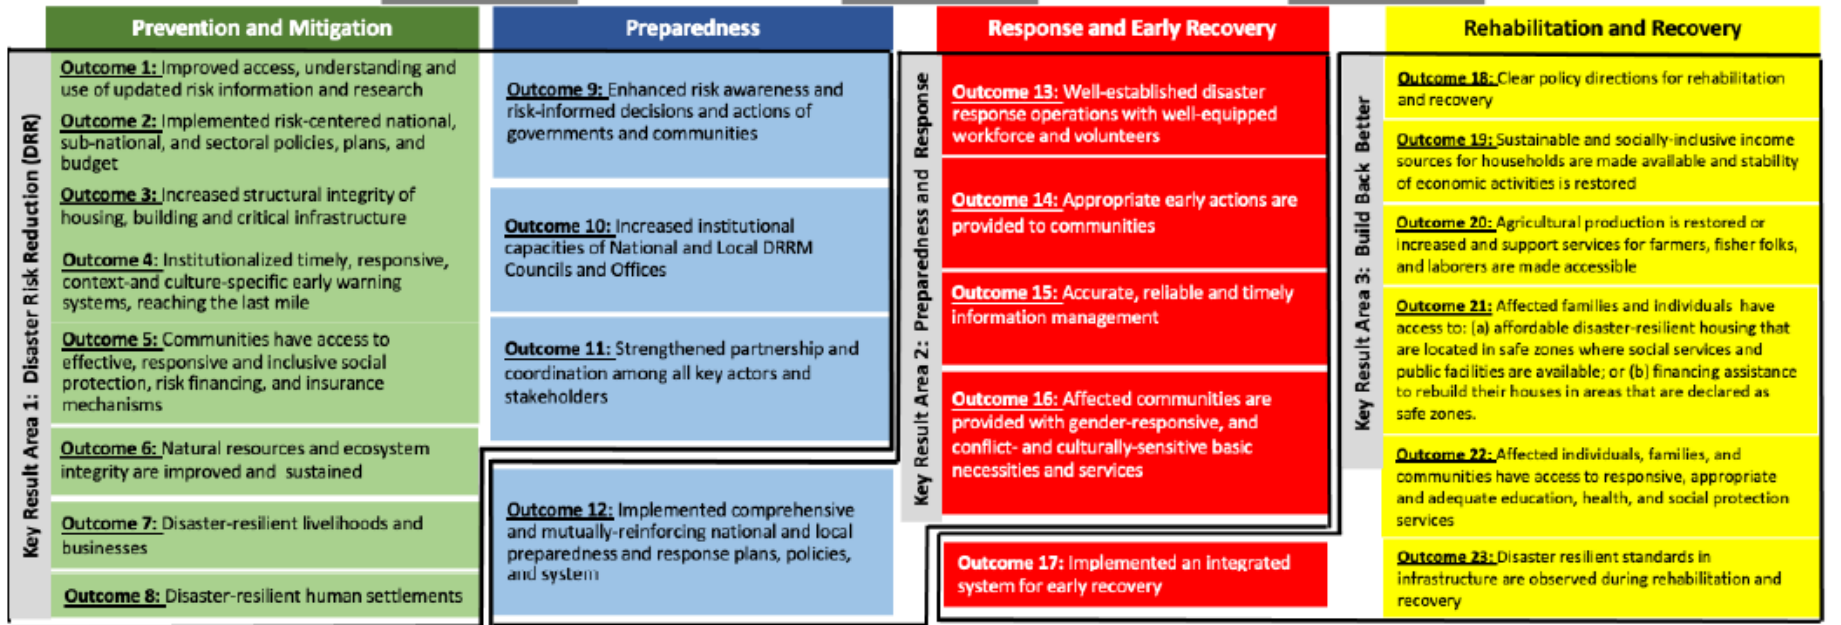 Prevention and Mitigation
Key Result Area 1: Disaster Risk Reduction (DRR)
Outcome 1: Improved access, understanding and
use of updated risk information and research
Outcome 2: Implemented risk-centered national,
sub-national, and sectoral policies, plans, and
budget
Outcome 3: Increased structural integrity of
housing, building and critical infrastructure
Outcome 4: Institutionalized timely, responsive,
context-and culture-specific early warning
systems, reaching the last mile
Outcome 5: Communities have access to
effective, responsive and inclusive social
protection, risk financing, and insurance
mechanisms
Outcome 6: Natural resources and ecosystem
integrity are improved and sustained
Outcome 7: Disaster-resilient livelihoods and
businesses
Outcome 8: Disaster-resilient human settlements
Preparedness
Outcome 9: Enhanced risk awareness and
risk-informed decisions and actions of
governments and communities
Outcome 10: Increased institutional
capacities of National and Local DRRM
Councils and Offices
Outcome 11: Strengthened partnership and
coordination among all key actors and
stakeholders
Outcome 12: Implemented comprehensive
and mutually-reinforcing national and local
preparedness and response plans, policies,
and system
Response and Early Recovery
Key Result Area 2: Preparedness and Response
Outcome 13: Well-established disaster
response operations with well-equipped
workforce and volunteers
Outcome 14: Appropriate early actions are
provided to communities
Outcome 15: Accurate, reliable and timely
information management
Outcome 16: Affected communities are
provided with gender-responsive, and
conflict- and culturally-sensitive basic
necessities and services
Outcome 17: Implemented an integrated
system for early recovery
Rehabilitation and Recovery
Key Result Area 3: Build Back Better
Outcome 18: Clear policy directions for rehabilitation
and recovery
Outcome 19: Sustainable and socially-inclusive income
sources for households are made available and stability
of economic activities is restored
Outcome 20: Agricultural production is restored or
increased and support services for farmers, fisher folks,
and laborers are made accessible
Outcome 21: Affected families and individuals have
access to: (a) affordable disaster-resilient housing that
are located in safe zones where social services and
public facilities are available; or (b) financing assistance
to rebuild their houses in areas that are declared as
safe zones.
Outcome 22: Affected individuals, families, and
communities have access to responsive, appropriate
and adequate education, health, and social protection
services
Outcome 23: Disaster resilient standards in
infrastructure are observed during rehabilitation and
recovery